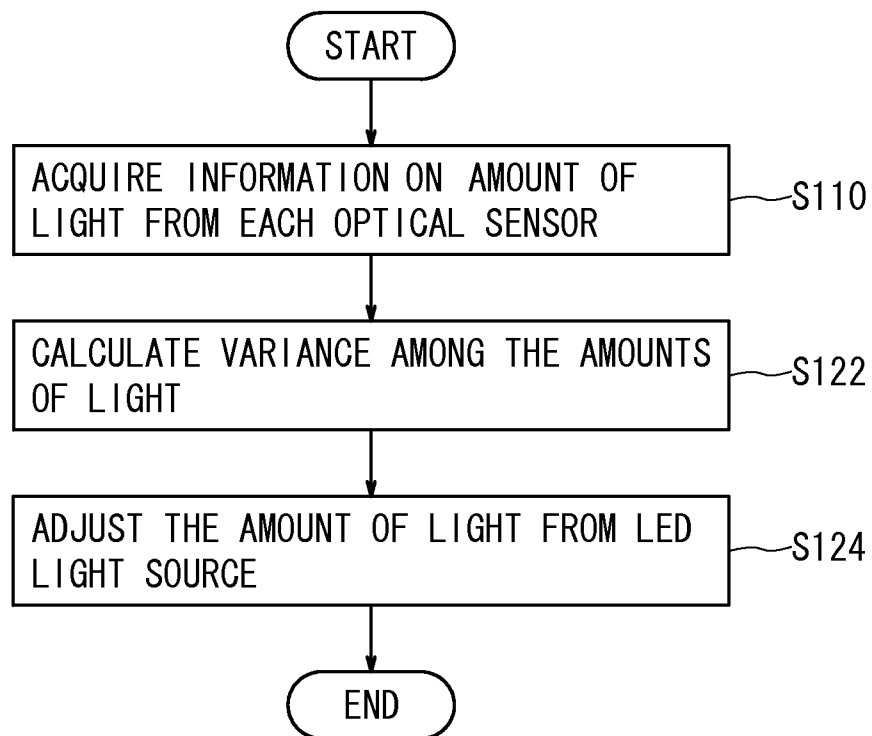 START
ACQUIRE INFORMATION ON AMOUNT OF
LIGHT FROM EACH OPTICAL SENSOR
S110
CALCULATE VARIANCE AMONG THE AMOUNTS
OF LIGHT
S122
ADJUST THE AMOUNT OF LIGHT FROM LED
LIGHT SOURCE
S124
END